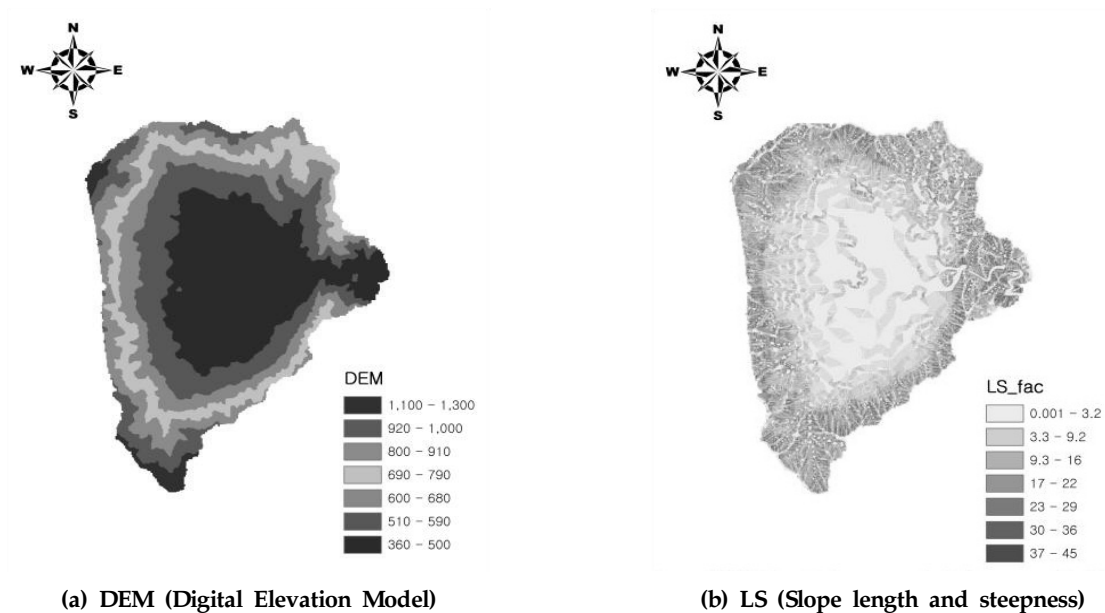 N
W E
S
DEM
1,100 - 1,300
920 - 1,000
800 - 910
690 - 790
600 - 680
510 - 590
360 - 500
(a) DEM (Digital Elevation Model)
N
W E
S
LS_fac
0.001 - 3.2
3.3 - 9.2
9.3 - 16
17 - 22
23 - 29
30 - 36
37 - 45
(b) LS (Slope length and steepness)